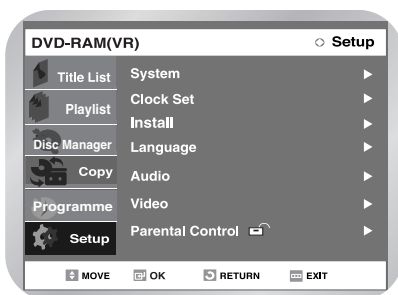 DVD-RAM(VR) Setup
Title List
Playlist
Disc Manager
Copy
Programme
Setup
System
Clock Set
Install
Language
Audio
Video
Parental Control
MOVE OK RETURN EXIT